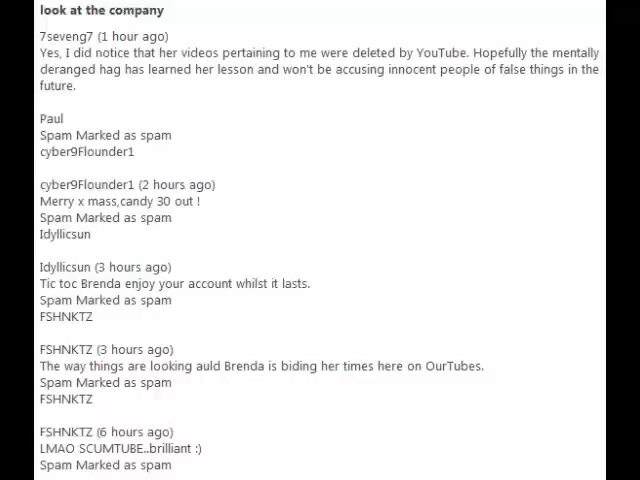 look at the company
7seveng7 (1 hour ago)
Yes, I did notice that her videos pertaining to me were deleted by YouTube. Hopefully the mentally
deranged hag has learned her lesson and won't be accusing innocent people of false things in the
future.
Paul
Spam Marked as spam
cyber9Flounder1
cyber9Flounder1 (2 hours ago)
Merry x mass,candy 30 out !
Spam Marked as spam
Idyllicsun
Idyllicsun (3 hours ago)
Tic toc Brenda enjoy your account whilst it lasts.
Spam Marked as spam
FSHNKTZ
FSHNKTZ (3 hours ago)
The way things are looking auld Brenda is biding her times here on OurTubes.
Spam Marked as spam
FSHNKTZ
FSHNKTZ (6 hours ago)
LMAO SCUMTUBE..brilliant :)
Spam Marked as spam